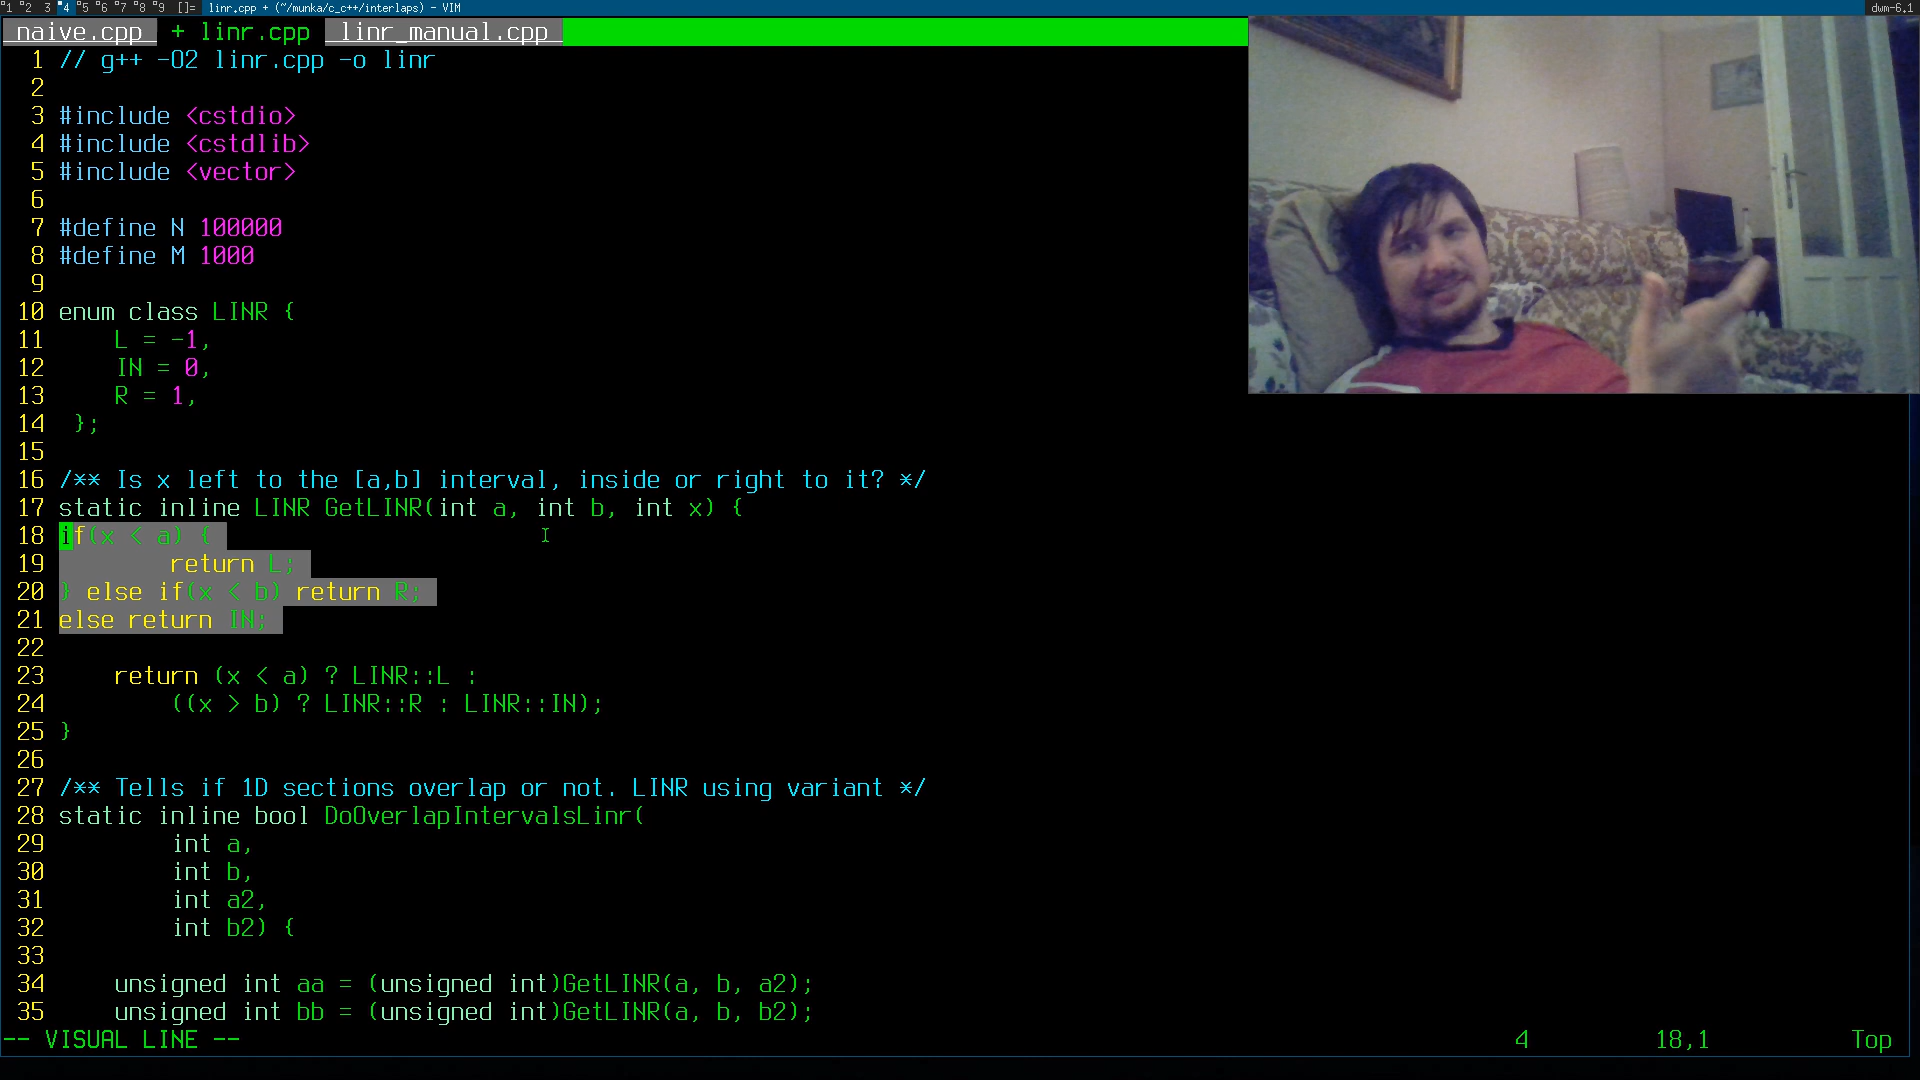 1 2 3 4 5 6 7 8 9 []= linr.cpp + (~/munka/c_c++/interlaps) - VIM dwm-6.1
naive.cpp + linr.cpp linr_manual.cpp
1 // g++ -O2 linr.cpp -o linr
2
3 #include <cstdio>
4 #include <cstdlib>
5 #include <vector>
6
7 #define N 100000
8 #define M 1000
9
10 enum class LINR {
11 L = -1,
12 IN = 0,
13 R = 1,
14 };
15
16 /** Is x left to the [a,b] interval, inside or right to it? */
17 static inline LINR GetLINR(int a, int b, int x) {
18 if(x < a) {
19 return L;
20 } else if(x < b) return R;
21 else return IN;
22
23 return (x < a) ? LINR::L :
24 ((x > b) ? LINR::R : LINR::IN);
25 }
26
27 /** Tells if 1D sections overlap or not. LINR using variant */
28 static inline bool DoOverlapIntervalsLinr(
29 int a,
30 int b,
31 int a2,
32 int b2) {
33
34 unsigned int aa = (unsigned int)GetLINR(a, b, a2);
35 unsigned int bb = (unsigned int)GetLINR(a, b, b2);
-- VISUAL LINE -- 4 18,1 Top